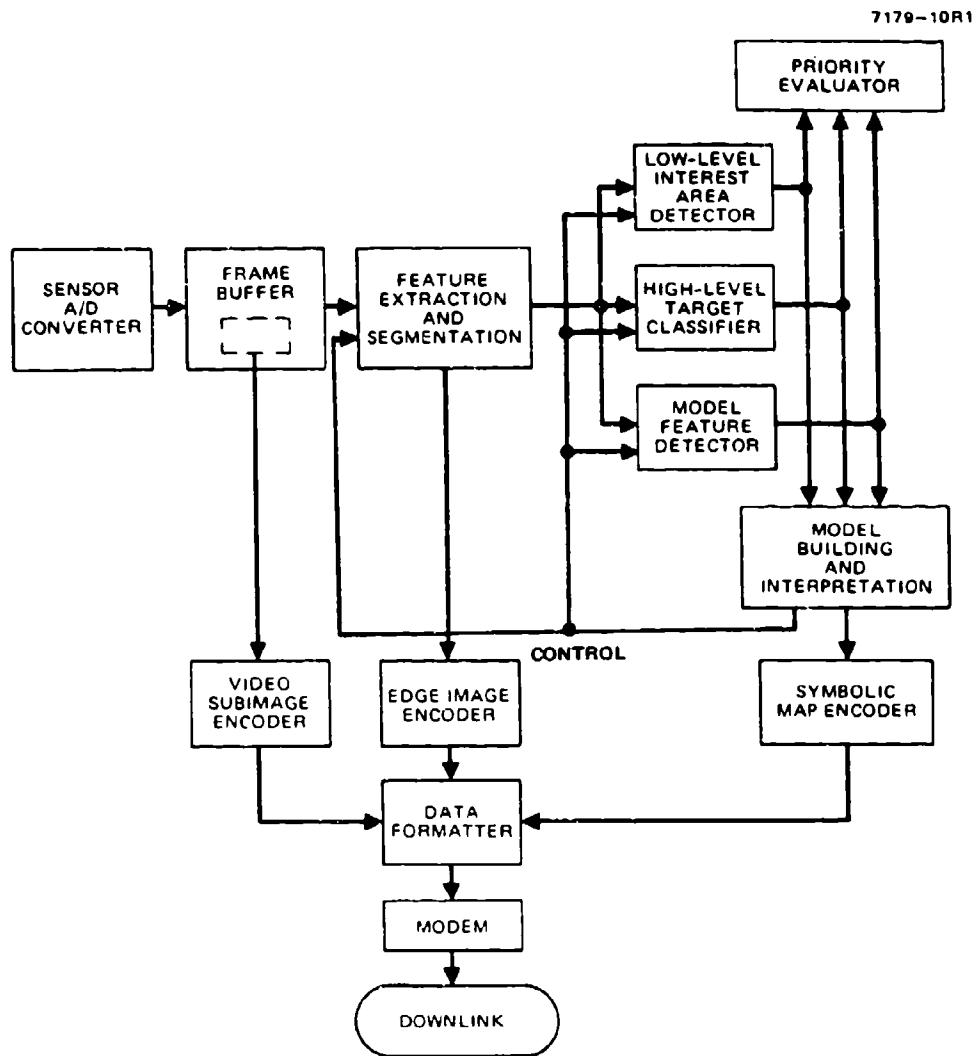 7179-10R1
PRIORITY
EVALUATOR
LOW-LEVEL
INTEREST
AREA
DETECTOR
SENSOR
A/D
CONVERTER
FRAME
BUFFER
FEATURE
EXTRACTION
AND
SEGMENTATION
HIGH-LEVEL
TARGET
CLASSIFIER
MODEL
FEATURE
DETECTOR
MODEL
BUILDING
AND
INTERPRETATION
CONTROL
VIDEO
SUBIMAGE
ENCODER
EDGE IMAGE
ENCODER
SYMBOLIC
MAP ENCODER
DATA
FORMATTER
MODEM
DOWNLINK